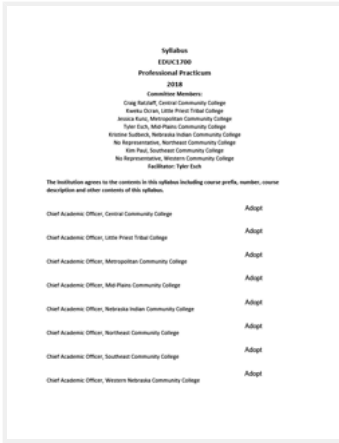 Syllabus
EDUC1700
Professional Practicum
2018
Committee Members:
Craig Ratzlaff, Central Community College
Kweku Ocran, Little Priest Tribal College
Jessica Kunz, Metropolitan Community College
Tyler Esch, Mid-Plains Community College
Kristine Sudbeck, Nebraska Indian Community College
No Representative, Northeast Community College
Kim Paul, Southeast Community College
No Representative, Western Community College
Facilitator: Tyler Esch
The institution agrees to the contents in this syllabus including course prefix, number, course
description and other contents of this syllabus.
Adopt
Chief Academic Officer, Central Community College
Adopt
Chief Academic Officer, Little Priest Tribal College
Adopt
Chief Academic Officer, Metropolitan Community College
Adopt
Chief Academic Officer, Mid-Plains Community College
Adopt
Chief Academic Officer, Nebraska Indian Community College
Adopt
Chief Academic Officer, Northeast Community College
Adopt
Chief Academic Officer, Southeast Community College
Adopt
Chief Academic Officer, Western Nebraska Community College